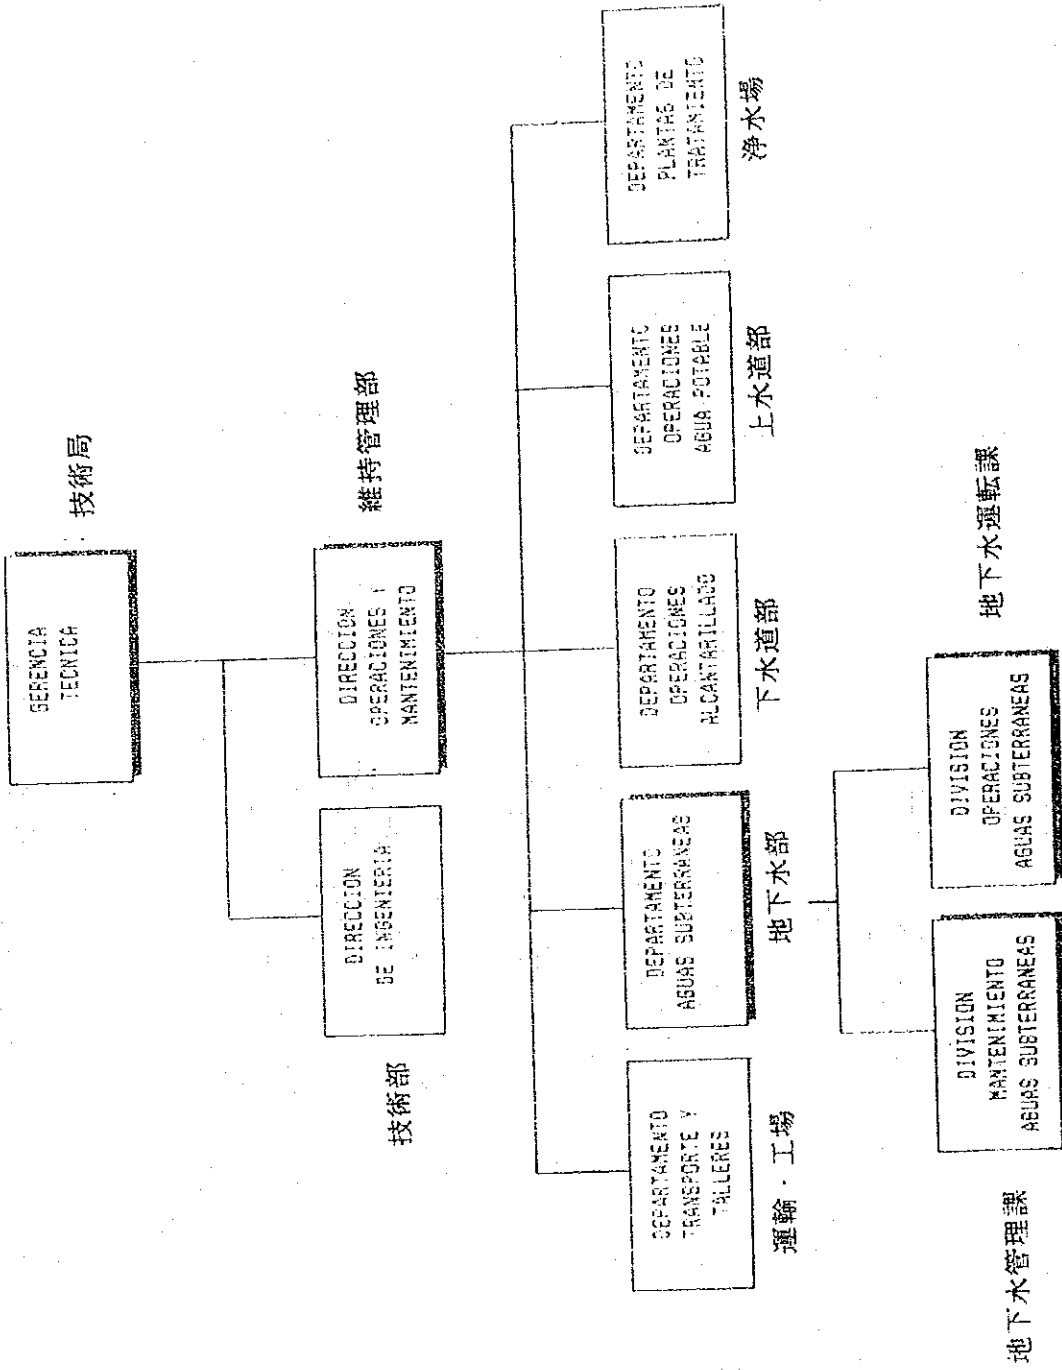 GERENCIA
TECNICA
技術局
DIRECCION
DE INGENIERIA
技術部
DIRECCION
OPERACIONES Y
MANTENIMIENTO
維持管理部
DEPARTAMENTO
TRANSPORTE Y
TALLERES
運輸・工場
DEPARTAMENTO
AGUAS SUBTERRANEAS
地下水部
DEPARTAMENTO
OPERACIONES
ALCANTARILLADO
下水道部
DEPARTAMENTO
OPERACIONES
AGUA POTABLE
上水道部
DEPARTAMENTO
PLANTAS DE
TRATAMIENTO
浄水場
DIVISION
MANTENIMIENTO
AGUAS SUBTERRANEAS
地下水管理課
DIVISION
OPERACIONES
AGUAS SUBTERRANEAS
地下水運転課